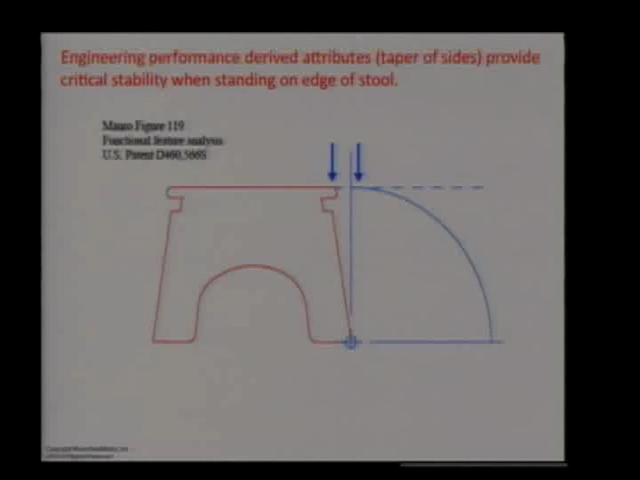 Engineering performance derived attributes (taper of sides) provide
critical stability when standing on edge of stool.
Mauro Figure 119
Functional feature analysis
U.S. Patent D460,566S